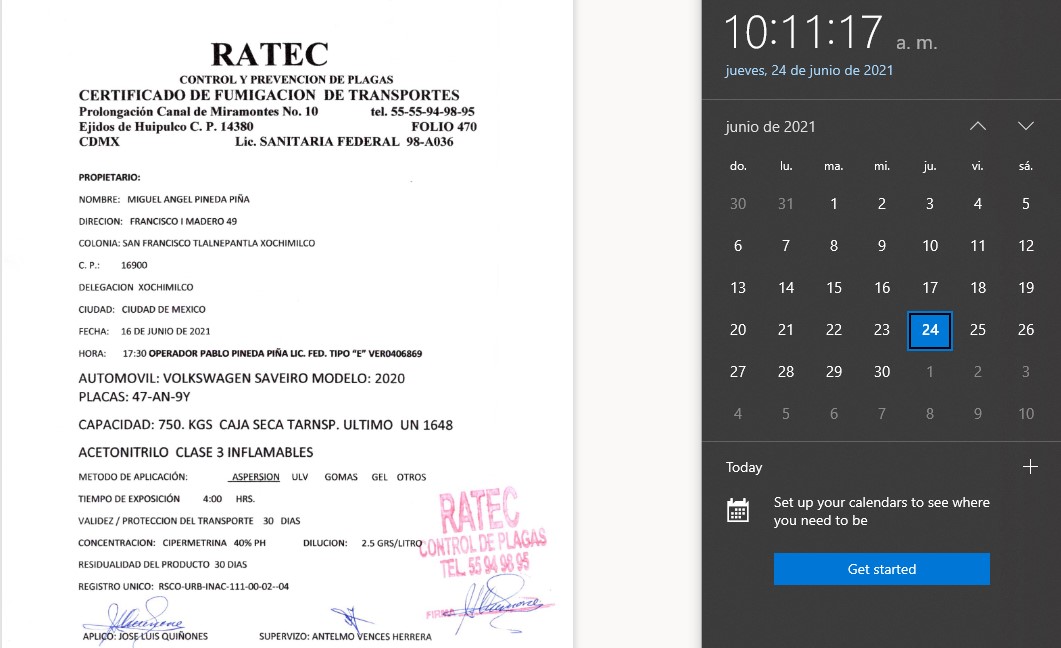 RATEC
CONTROL Y PREVENCION DE PLAGAS
CERTIFICADO DE FUMIGACION DE TRANSPORTES
Prolongación Canal de Miramontes No. 10 tel. 55-55-94-98-95
Ejidos de Huipulco C. P. 14380 FOLIO 470
CDMX Lic. SANITARIA FEDERAL 98-A036
PROPIETARIO:
NOMBRE: MIGUEL ANGEL PINEDA PIÑA
DIRECION: FRANCISCO I MADERO 49
COLONIA: SAN FRANCISCO TLALNEPANTLA XOCHIMILCO
C. P.: 16900
DELEGACION XOCHIMILCO
CIUDAD: CIUDAD DE MEXICO
FECHA: 16 DE JUNIO DE 2021
HORA: 17:30 OPERADOR PABLO PINEDA PIÑA LIC. FED. TIPO “E” VER0406869
AUTOMOVIL: VOLKSWAGEN SAVEIRO MODELO: 2020
PLACAS: 47-AN-9Y
CAPACIDAD: 750. KGS CAJA SECA TARNSP. ULTIMO UN 1648
ACETONITRILO CLASE 3 INFLAMABLES
METODO DE APLICACIÓN: ASPERSION ULV GOMAS GEL OTROS
TIEMPO DE EXPOSICIÓN 4:00 HRS.
VALIDEZ / PROTECCION DEL TRANSPORTE 30 DIAS
CONCENTRACION: CIPERMETRINA 40% PH DILUCION: 2.5 GRS/LITRO
RESIDUALIDAD DEL PRODUCTO 30 DIAS
REGISTRO UNICO: RSCO-URB-INAC-111-00-02--04
RATEC
CONTROL DE PLAGAS
TEL. 55 94 98 95
APLICO: JOSE LUIS QUIÑONES SUPERVIZO: ANTELMO VENCES HERRERA
10:11:17 a. m.
jueves, 24 de junio de 2021
junio de 2021
do. lu. ma. mi. ju. vi. sá.
30 31 1 2 3 4 5
6 7 8 9 10 11 12
13 14 15 16 17 18 19
20 21 22 23 24 25 26
27 28 29 30 1 2 3
4 5 6 7 8 9 10
Today
Set up your calendars to see where
you need to be
Get started